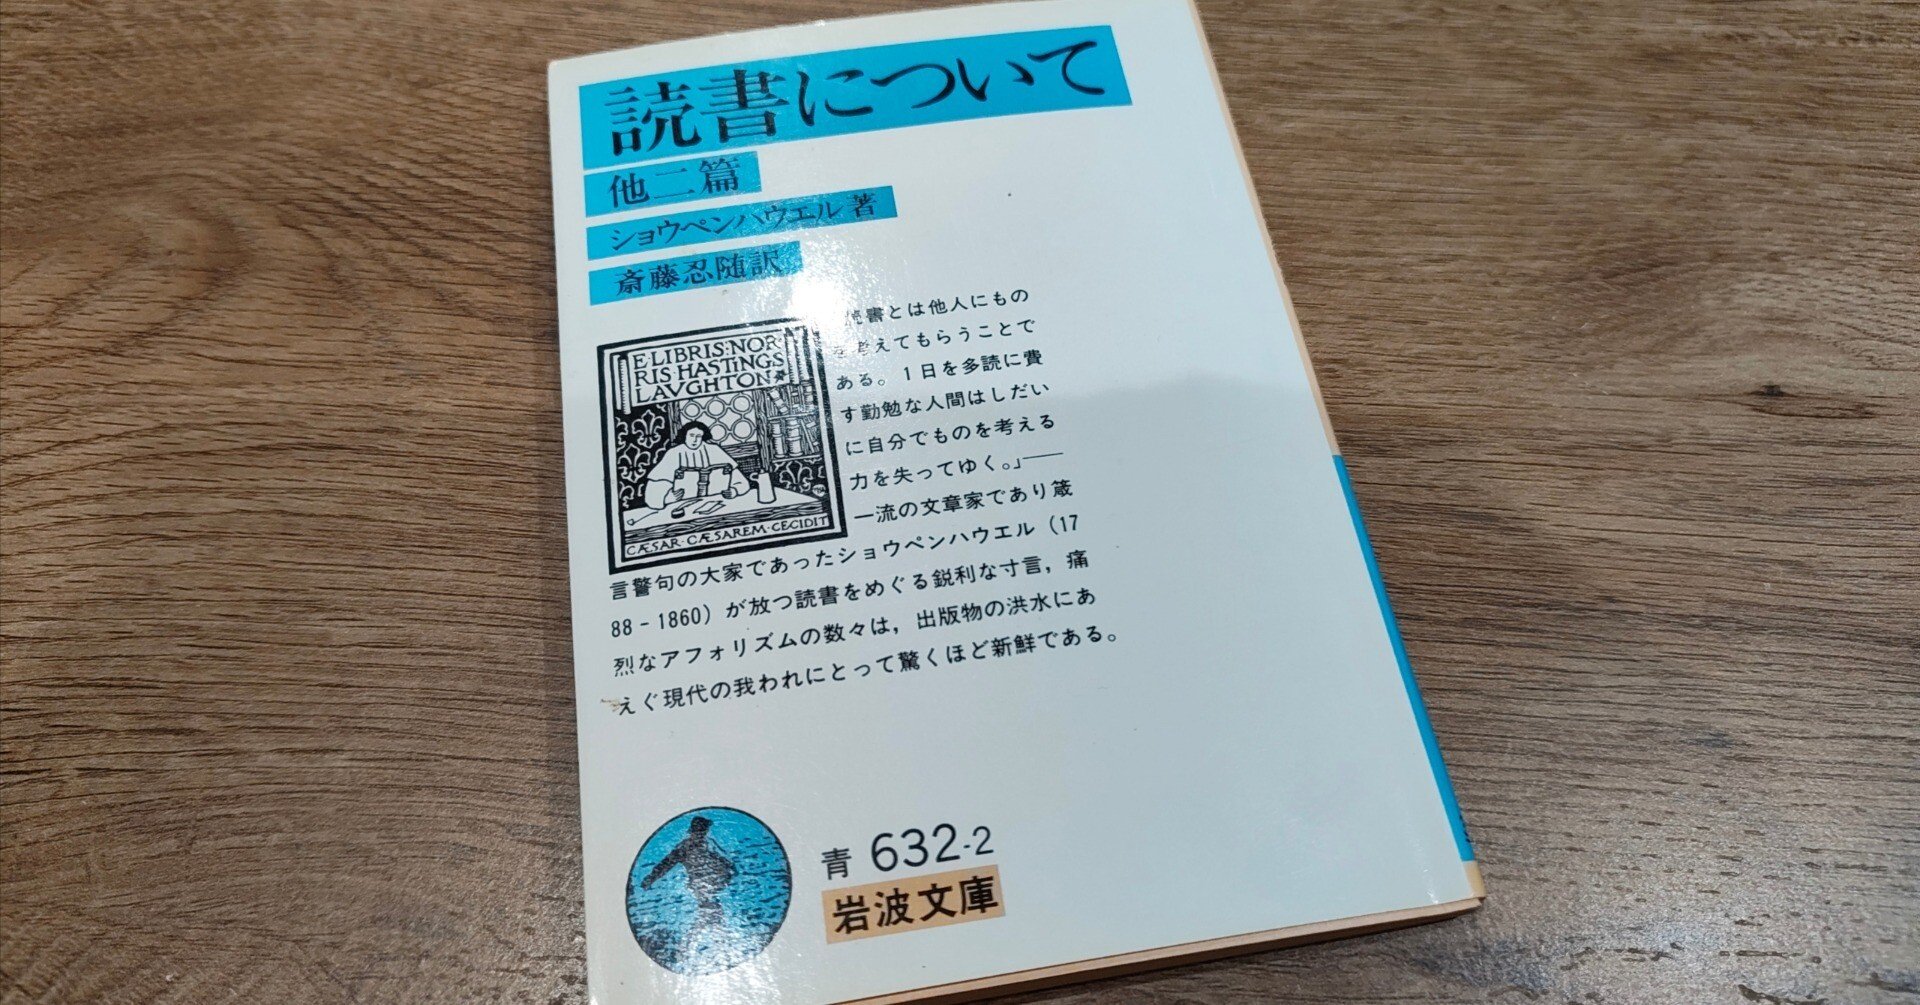 読書について
他二篇
ショウペンハウエル著
斎藤忍随訳
E·LIBRIS·NOR
RIS·HASTINGS
LAVGHTON
CÆSAR·CÆSAREM·CECIDIT
読書とは他人にもの
を考えてもらうことで
ある。1日を多読に費
す勤勉な人間はしだい
に自分でものを考える
力を失ってゆく。」──
一流の文章家であり箴
言警句の大家であったショウペンハウエル（17
88-1860）が放つ読書をめぐる鋭利な寸言，痛
烈なアフォリズムの数々は，出版物の洪水にあ
えぐ現代の我われにとって驚くほど新鮮である。
青 632-2
岩波文庫